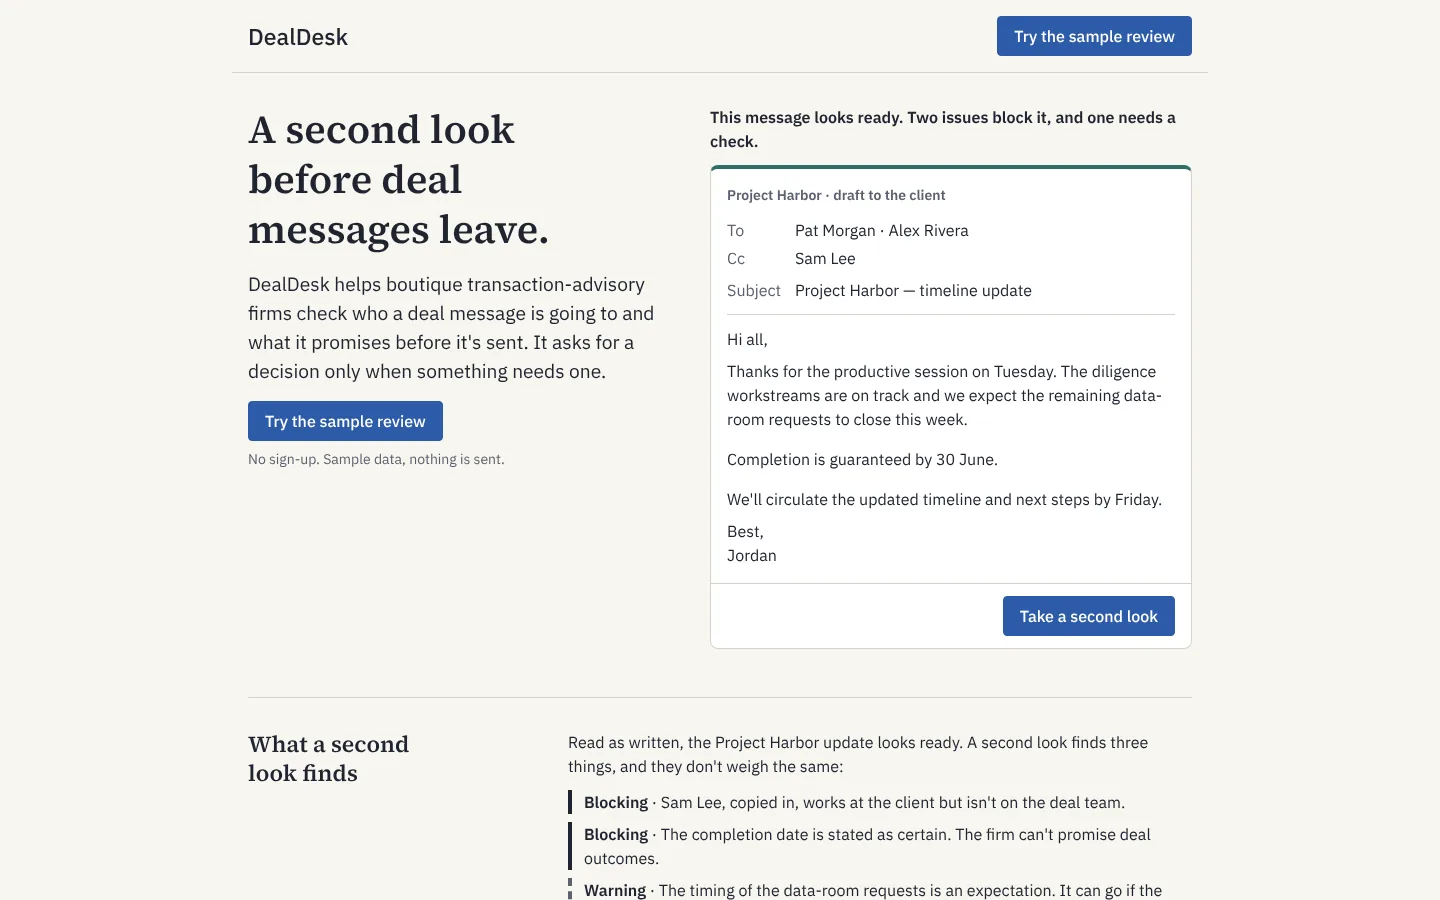 DealDesk
Try the sample review
A second look
before deal
messages leave.
DealDesk helps boutique transaction-advisory
firms check who a deal message is going to and
what it promises before it's sent. It asks for a
decision only when something needs one.
Try the sample review
No sign-up. Sample data, nothing is sent.
This message looks ready. Two issues block it, and one needs a
check.
Project Harbor · draft to the client
To Pat Morgan · Alex Rivera
Cc Sam Lee
Subject Project Harbor — timeline update
Hi all,
Thanks for the productive session on Tuesday. The diligence
workstreams are on track and we expect the remaining data-
room requests to close this week.
Completion is guaranteed by 30 June.
We'll circulate the updated timeline and next steps by Friday.
Best,
Jordan
Take a second look
What a second
look finds
Read as written, the Project Harbor update looks ready. A second look finds three
things, and they don't weigh the same:
Blocking · Sam Lee, copied in, works at the client but isn't on the deal team.
Blocking · The completion date is stated as certain. The firm can't promise deal
outcomes.
Warning · The timing of the data-room requests is an expectation. It can go if the